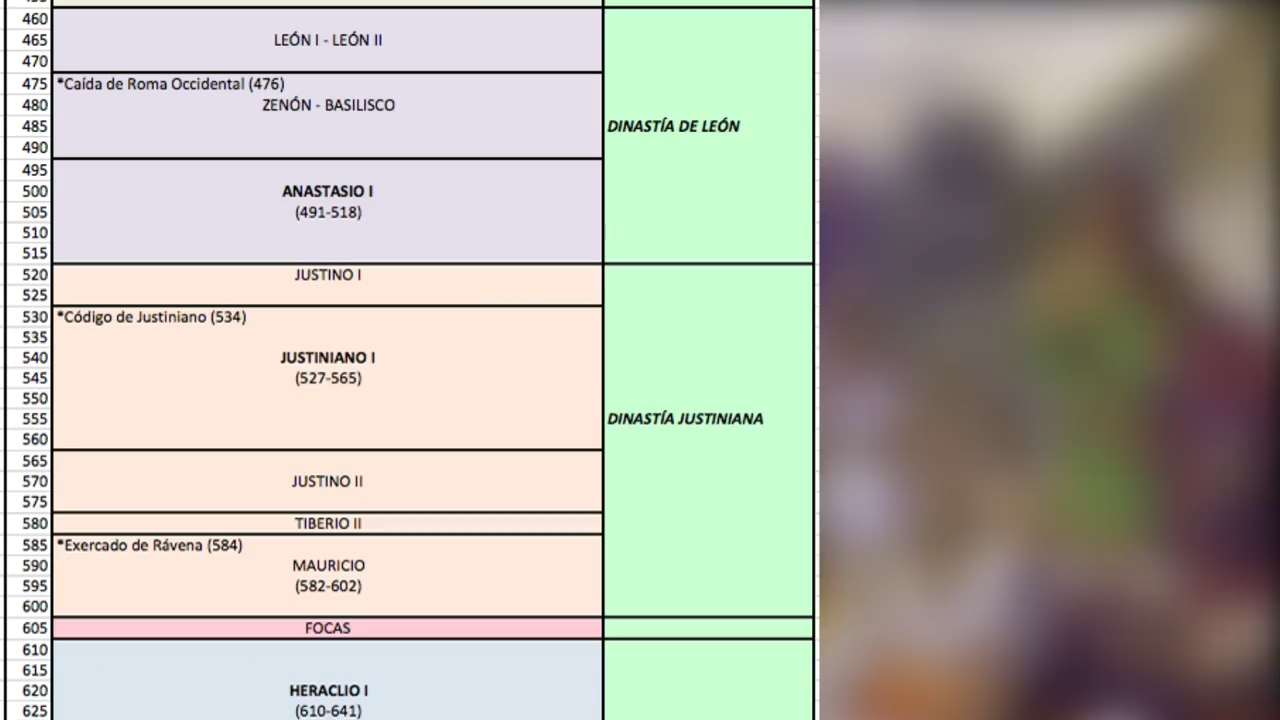 460
465 LEÓN I - LEÓN II
470
475 *Caída de Roma Occidental (476)
480 ZENÓN - BASILISCO
485 DINASTÍA DE LEÓN
490
495
500 ANASTASIO I
505 (491-518)
510
515
520 JUSTINO I
525
530 *Código de Justiniano (534)
535
540 JUSTINIANO I
545 (527-565)
550
555 DINASTÍA JUSTINIANA
560
565
570 JUSTINO II
575
580 TIBERIO II
585 *Exercado de Rávena (584)
590 MAURICIO
595 (582-602)
600
605 FOCAS
610
615
620 HERACLIO I
625 (610-641)